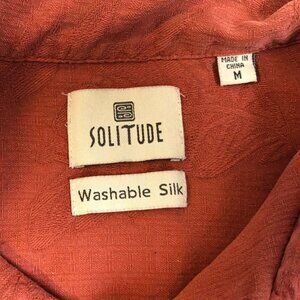 MADE IN
CHINA
M
SOLITUDE
Washable Silk